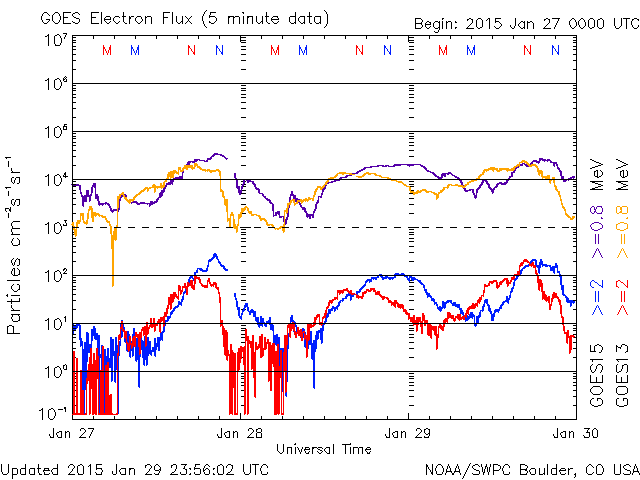 GOES Electron Flux (5 minute data)
Begin: 2015 Jan 27 0000 UTC
M M N N M M N N M M N N
10⁷
10⁶
10⁵
10⁴
10³
10²
10¹
10⁰
10⁻¹
Particles cm⁻²s⁻¹sr⁻¹
Jan 27 Jan 28 Jan 29 Jan 30
Universal Time
GOES15 >=2 >=0.8 MeV
GOES13 >=2 >=0.8 MeV
Updated 2015 Jan 29 23:56:02 UTC
NOAA/SWPC Boulder, CO USA